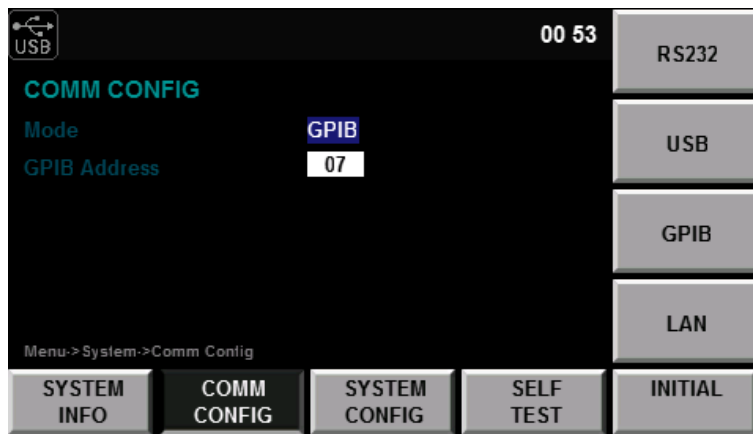 USB
00 53
COMM CONFIG
Mode GPIB
GPIB Address 07
Menu->System->Comm Config
RS232
USB
GPIB
LAN
SYSTEM
INFO
COMM
CONFIG
SYSTEM
CONFIG
SELF
TEST
INITIAL